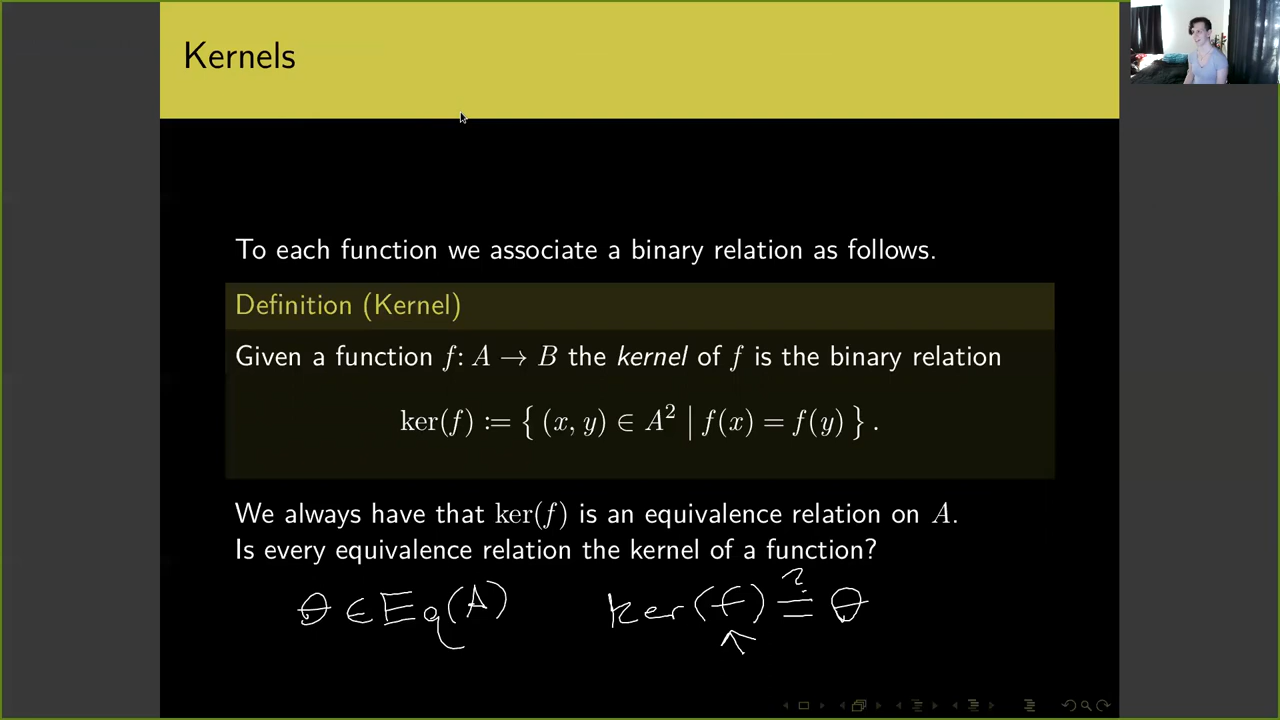 Kernels
To each function we associate a binary relation as follows.
Definition (Kernel)
Given a function f: A → B the kernel of f is the binary relation
ker(f) := { (x, y) ∈ A² | f(x) = f(y) } .
We always have that ker(f) is an equivalence relation on A.
Is every equivalence relation the kernel of a function?
θ ∈ Eq(A) ker(f) ≟ θ
↑